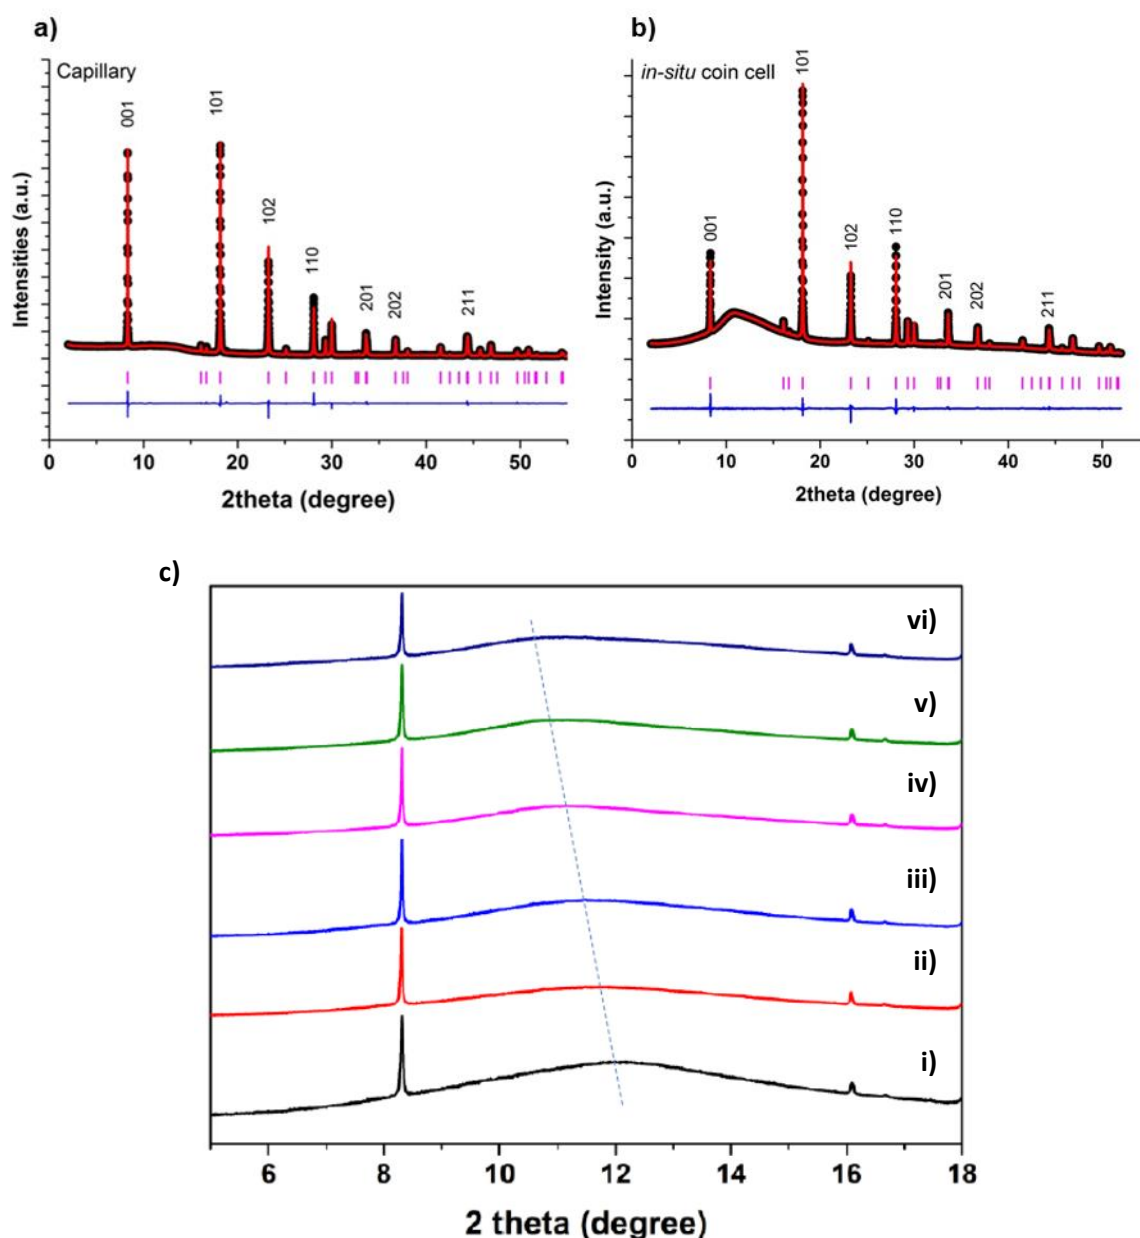 a)
Capillary
001
101
102
110
201
202
211
Intensities (a.u.)
0 10 20 30 40 50
2theta (degree)
b)
in-situ coin cell
001
101
102
110
201
202
211
Intensity (a.u.)
0 10 20 30 40 50
2theta (degree)
c)
vi)
v)
iv)
iii)
ii)
i)
6 8 10 12 14 16 18
2 theta (degree)